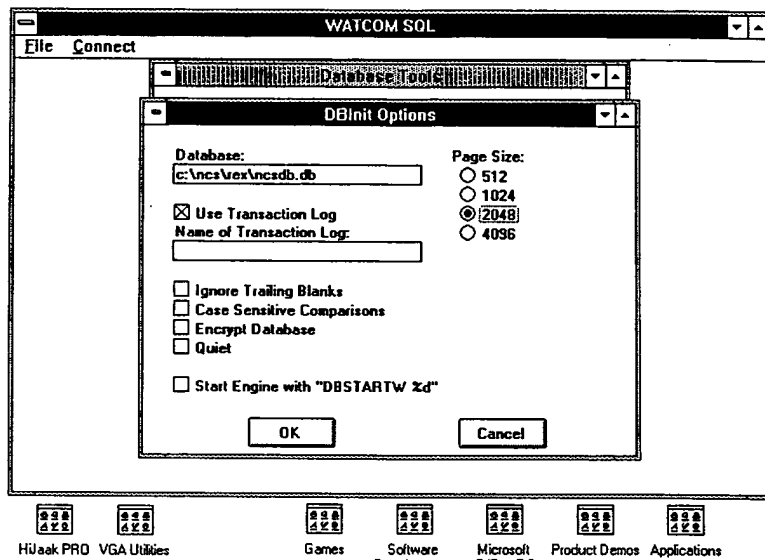 WATCOM SQL
File Connect
Database Tools
DBInit Options
Database:
c:\ncs\rex\ncsdb.db
Use Transaction Log
Name of Transaction Log:
Page Size:
512
1024
2048
4096
Ignore Trailing Blanks
Case Sensitive Comparisons
Encrypt Database
Quiet
Start Engine with "DBSTARTW %d"
OK Cancel
HiJaak PRO VGA Utilities Games Software Microsoft Product Demos Applications